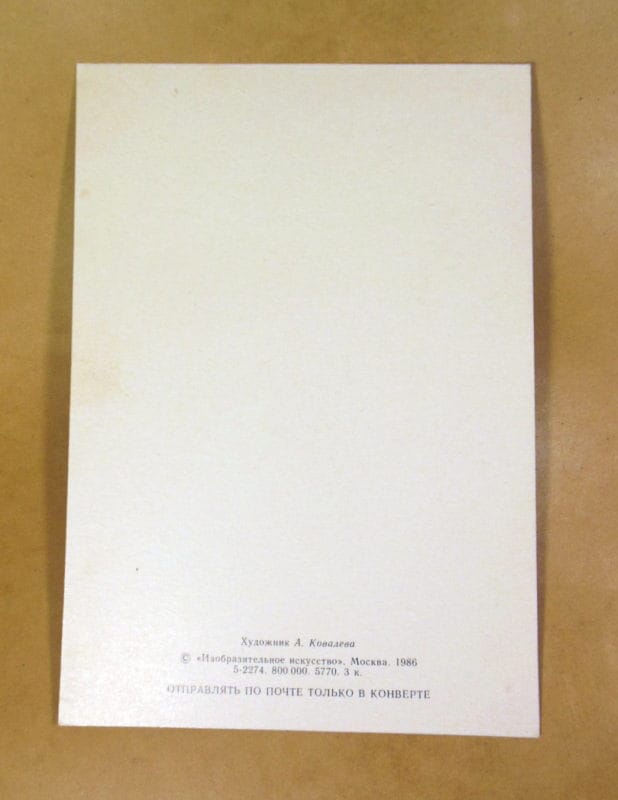 Художник А. Ковалева
© «Изобразительное искусство». Москва. 1986
5-2274. 800 000. 5770. 3 к.
ОТПРАВЛЯТЬ ПО ПОЧТЕ ТОЛЬКО В КОНВЕРТЕ